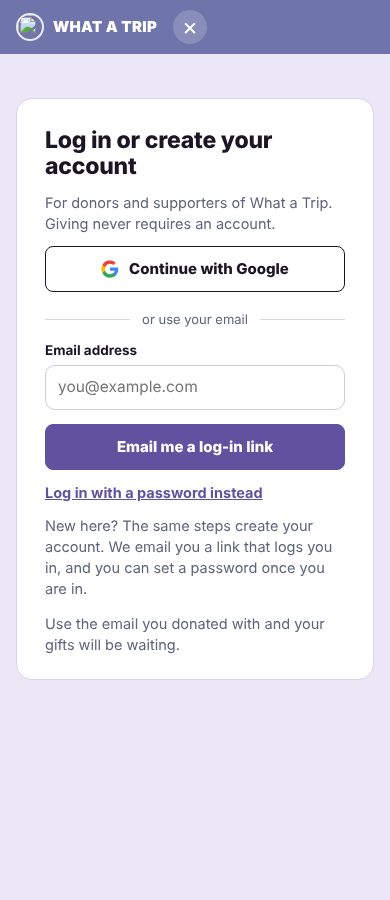 WHAT A TRIP
Log in or create your
account
For donors and supporters of What a Trip.
Giving never requires an account.
Continue with Google
or use your email
Email address
you@example.com
Email me a log-in link
Log in with a password instead
New here? The same steps create your
account. We email you a link that logs you
in, and you can set a password once you
are in.
Use the email you donated with and your
gifts will be waiting.